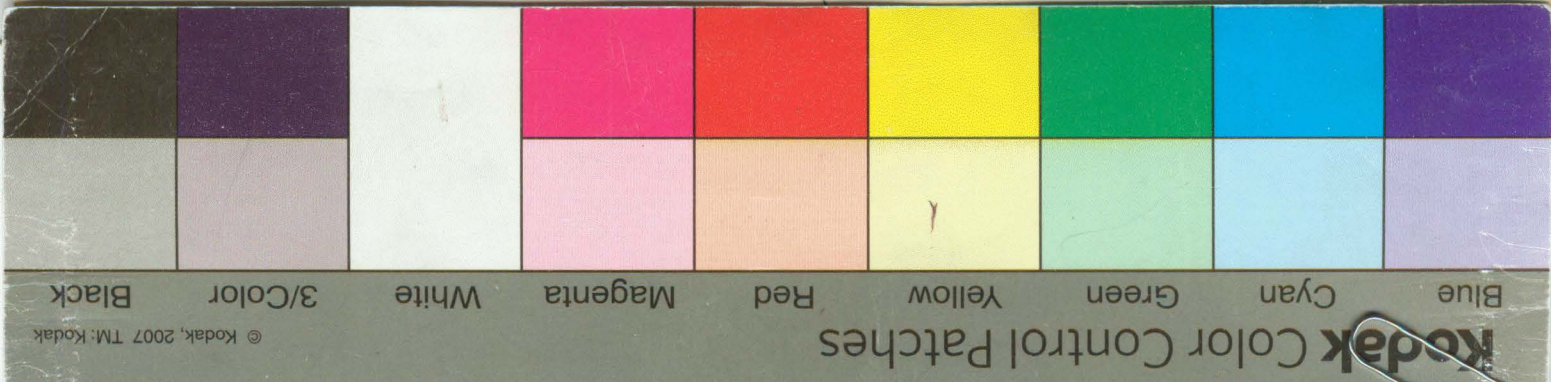 Kodak Color Control Patches
© Kodak, 2007 TM: Kodak
Blue Cyan Green Yellow Red Magenta White 3/Color Black